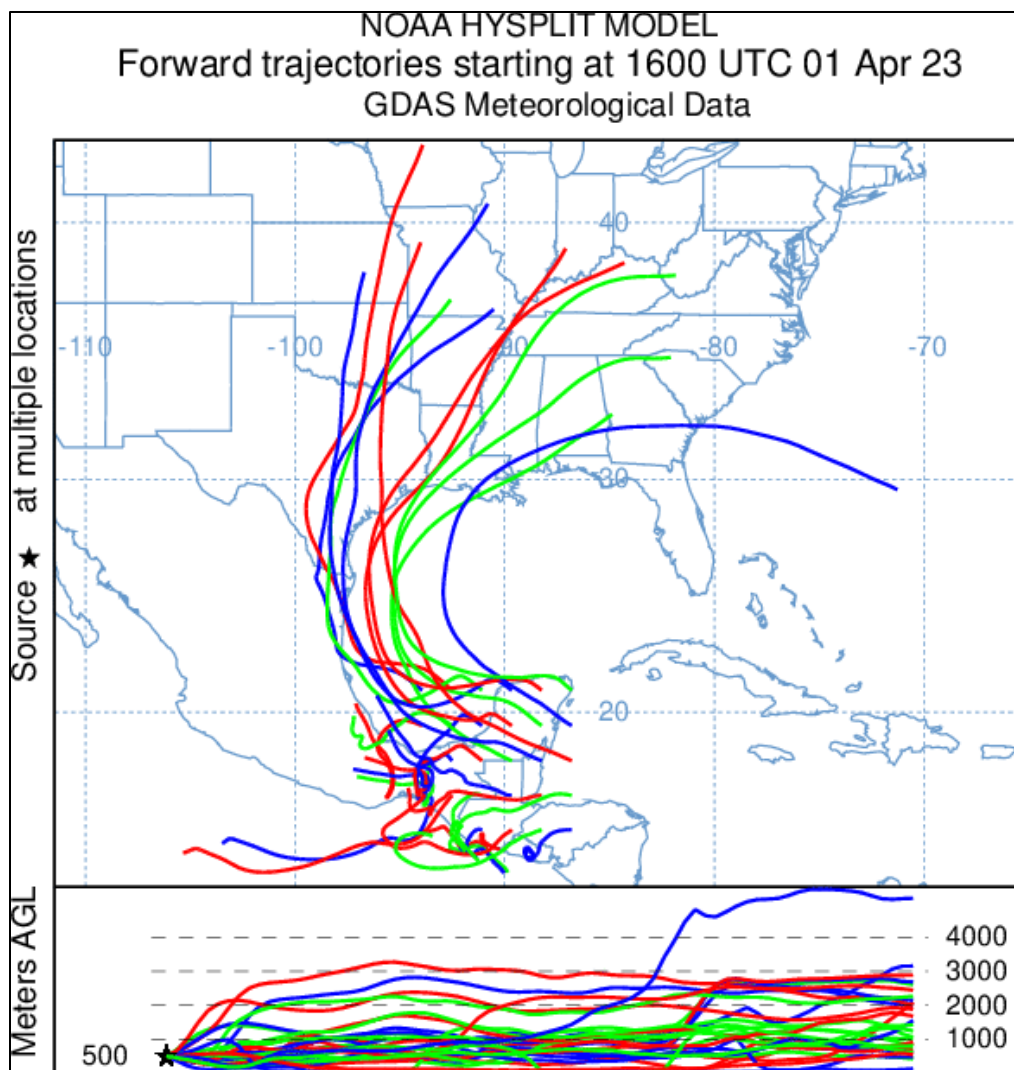 NOAA HYSPLIT MODEL
Forward trajectories starting at 1600 UTC 01 Apr 23
GDAS Meteorological Data
Source ★ at multiple locations
40
-110
-100
-90
-80
-70
30
20
Meters AGL
500
4000
3000
2000
1000